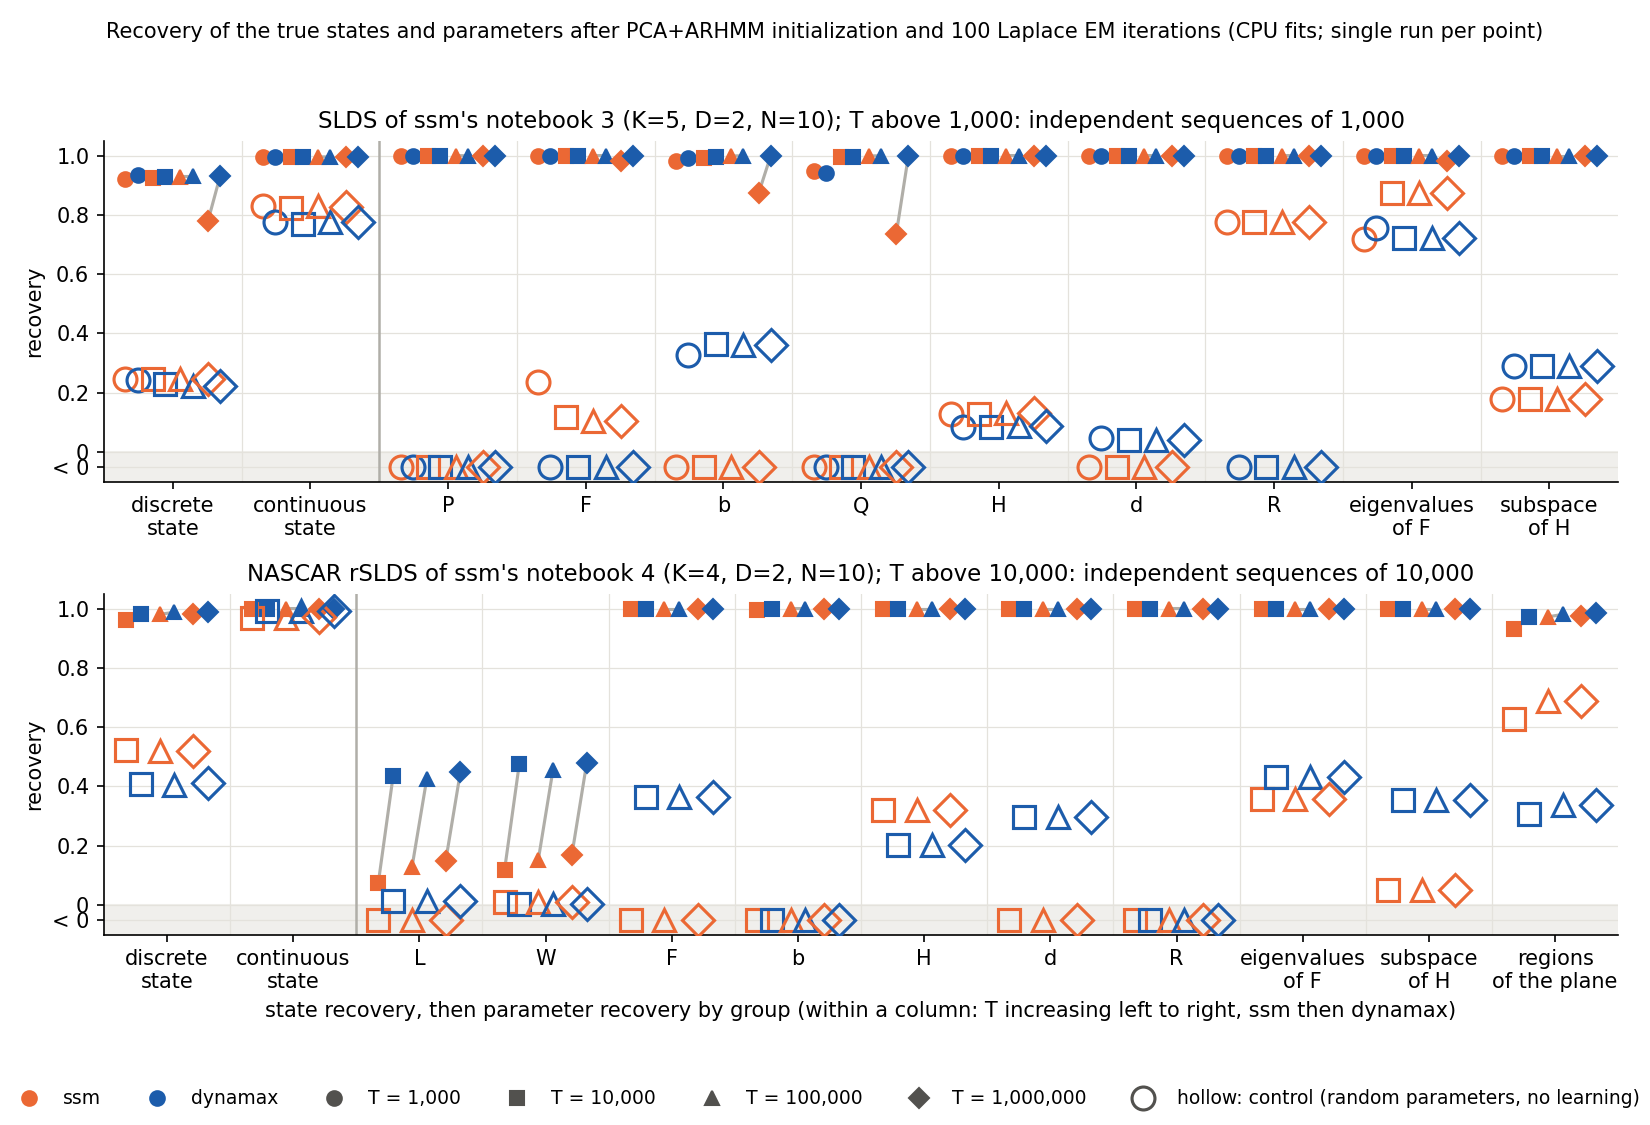 Recovery of the true states and parameters after PCA+ARHMM initialization and 100 Laplace EM iterations (CPU fits; single run per point)
SLDS of ssm's notebook 3 (K=5, D=2, N=10); T above 1,000: independent sequences of 1,000
recovery
1.0
0.8
0.6
0.4
0.2
0
< 0
discrete state
continuous state
P
F
b
Q
H
d
R
eigenvalues of F
subspace of H
NASCAR rSLDS of ssm's notebook 4 (K=4, D=2, N=10); T above 10,000: independent sequences of 10,000
recovery
1.0
0.8
0.6
0.4
0.2
0
< 0
discrete state
continuous state
L
W
F
b
H
d
R
eigenvalues of F
subspace of H
regions of the plane
state recovery, then parameter recovery by group (within a column: T increasing left to right, ssm then dynamax)
ssm
dynamax
T = 1,000
T = 10,000
T = 100,000
T = 1,000,000
hollow: control (random parameters, no learning)